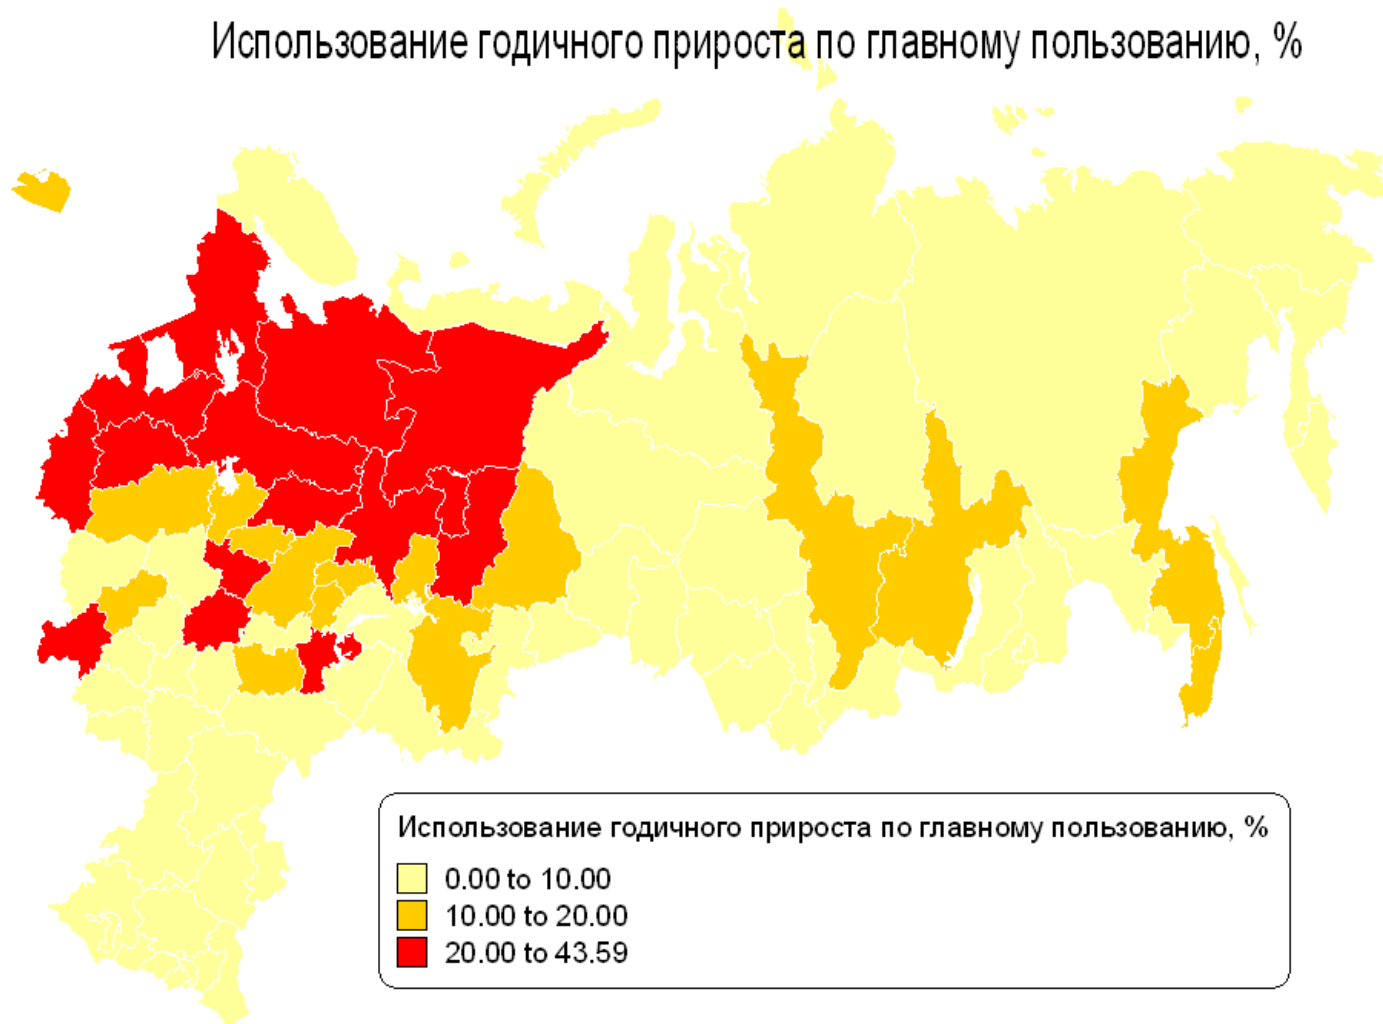 Использование годичного прироста по главному пользованию, %
Использование годичного прироста по главному пользованию, %
0.00 to 10.00
10.00 to 20.00
20.00 to 43.59